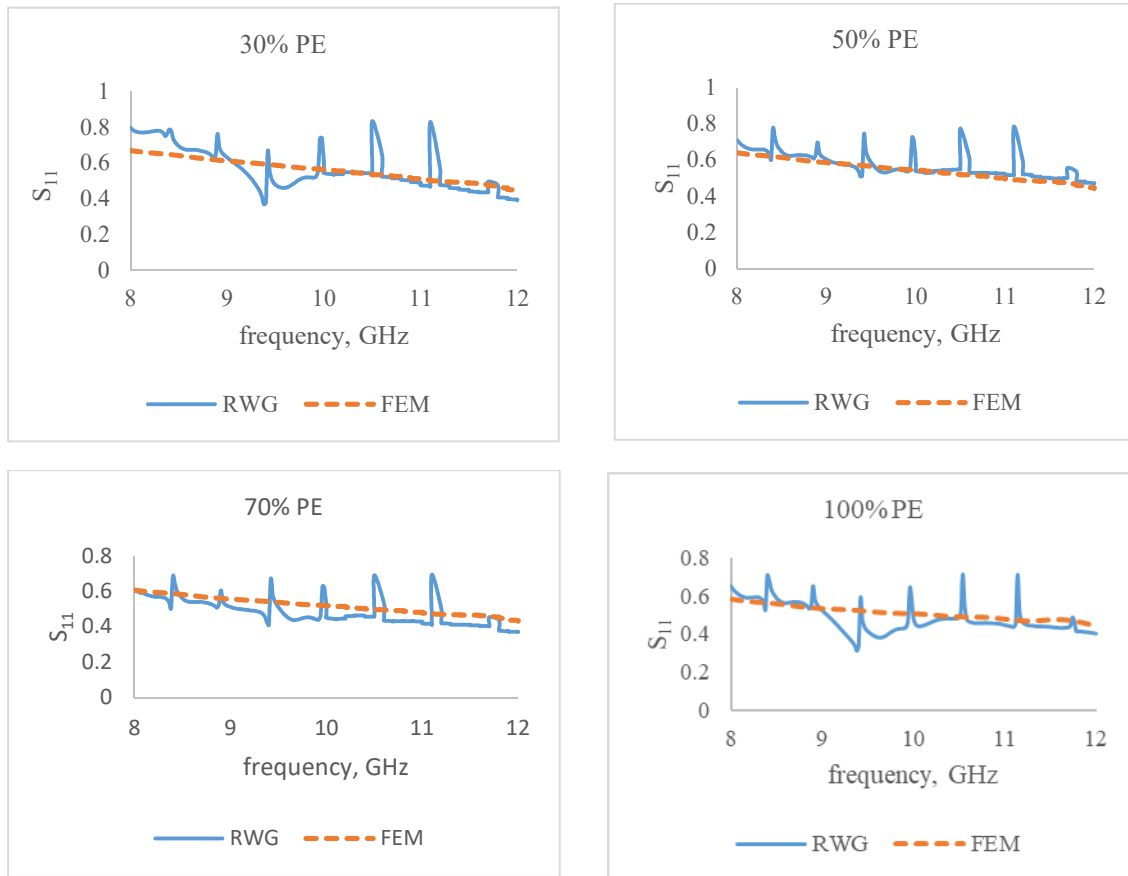 30% PE
1
0.8
0.6
0.4
0.2
0
S11
8 9 10 11 12
frequency, GHz
RWG FEM
50% PE
1
0.8
0.6
0.4
0.2
0
S11
8 9 10 11 12
frequency, GHz
RWG FEM
70% PE
0.8
0.6
0.4
0.2
0
S11
8 9 10 11 12
frequency, GHz
RWG FEM
100% PE
0.8
0.6
0.4
0.2
0
S11
8 9 10 11 12
frequency, GHz
RWG FEM